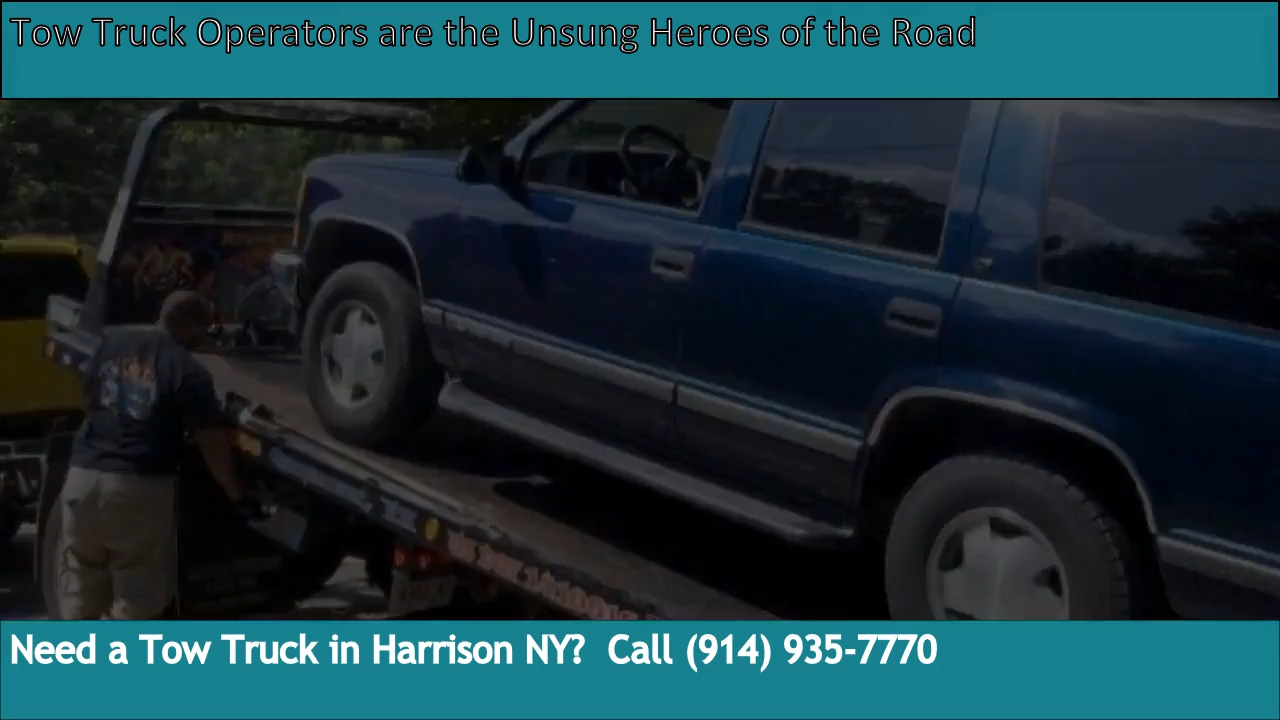 Tow Truck Operators are the Unsung Heroes of the Road
Need a Tow Truck in Harrison NY?  Call (914) 935-7770